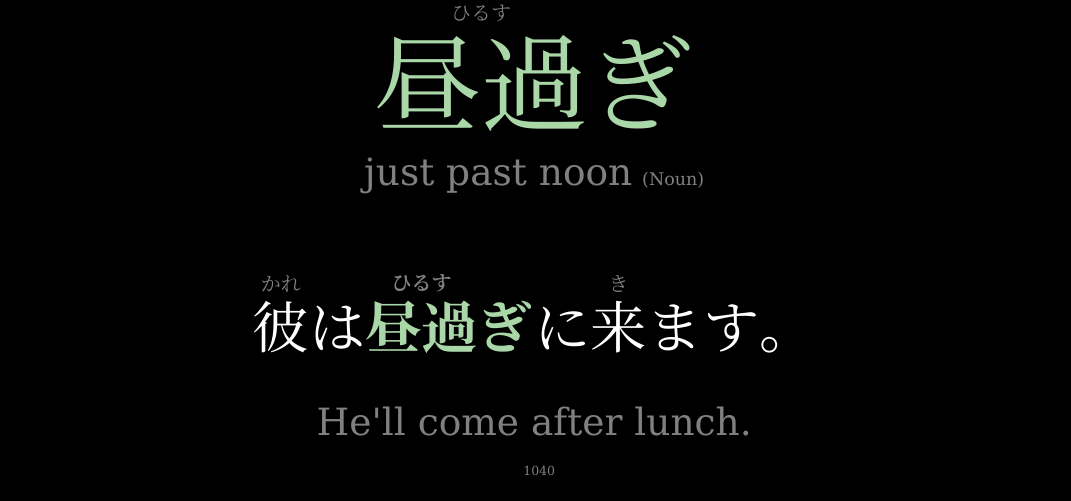 ひるす
昼過ぎ
just past noon (Noun)
かれ ひるす き
彼は昼過ぎに来ます。
He'll come after lunch.
1040